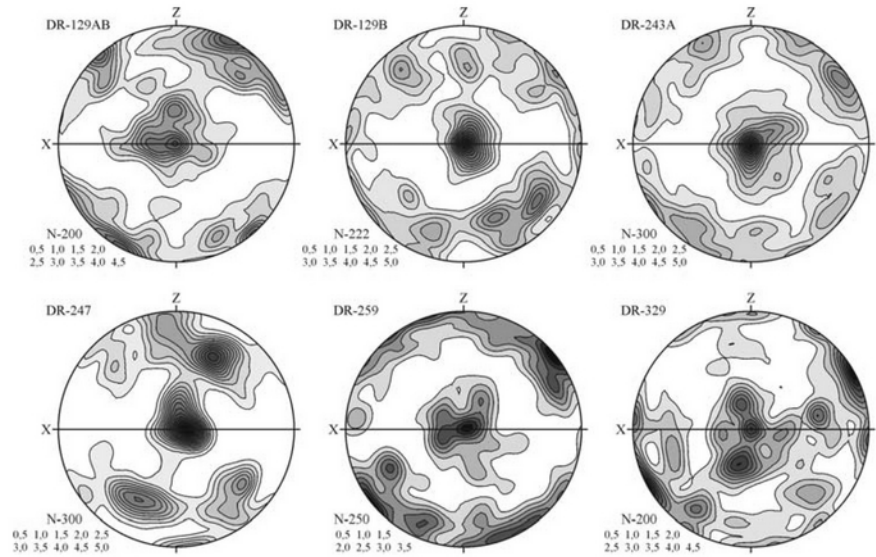 DR-129AB
Z
X
N-200
0,5 1,0 1,5 2,0
2,5 3,0 3,5 4,0 4,5
DR-129B
Z
X
N-222
0,5 1,0 1,5 2,0 2,5
3,0 3,5 4,0 4,5 5,0
DR-243A
Z
X
N-300
0,5 1,0 1,5 2,0 2,5
3,0 3,5 4,0 4,5 5,0
DR-247
Z
X
N-300
0,5 1,0 1,5 2,0 2,5
3,0 3,5 4,0 4,5 5,0
DR-259
Z
X
N-250
0,5 1,0 1,5
2,0 2,5 3,0 3,5
DR-329
Z
X
N-200
0,5 1,0 1,5 2,0
2,5 3,0 3,5 4,0 4,5